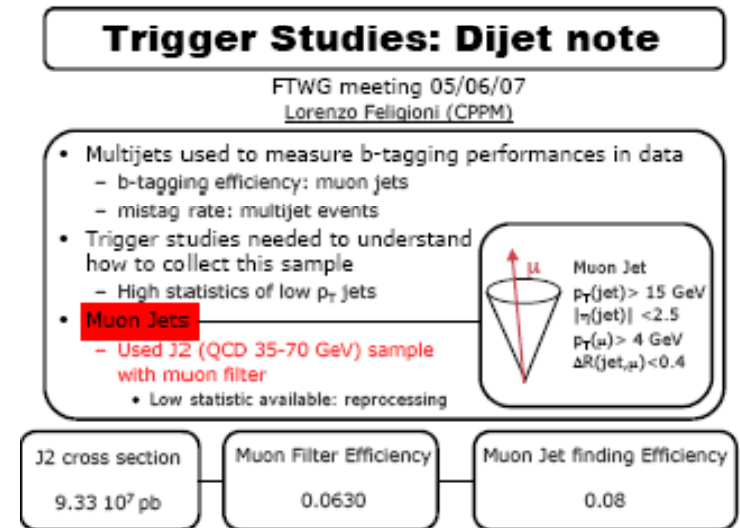 Trigger Studies: Dijet note
FTWG meeting 05/06/07
Lorenzo Feligioni (CPPM)
• Multijets used to measure b-tagging performances in data
– b-tagging efficiency: muon jets
– mistag rate: multijet events
• Trigger studies needed to understand
how to collect this sample
– High statistics of low pT jets
• Muon Jets
– Used J2 (QCD 35-70 GeV) sample
with muon filter
• Low statistic available: reprocessing
μ
Muon Jet
pT(jet)> 15 GeV
|η(jet)| <2.5
pT(μ)> 4 GeV
ΔR(jet,μ)<0.4
J2 cross section
9.33 10⁷ pb
Muon Filter Efficiency
0.0630
Muon Jet finding Efficiency
0.08